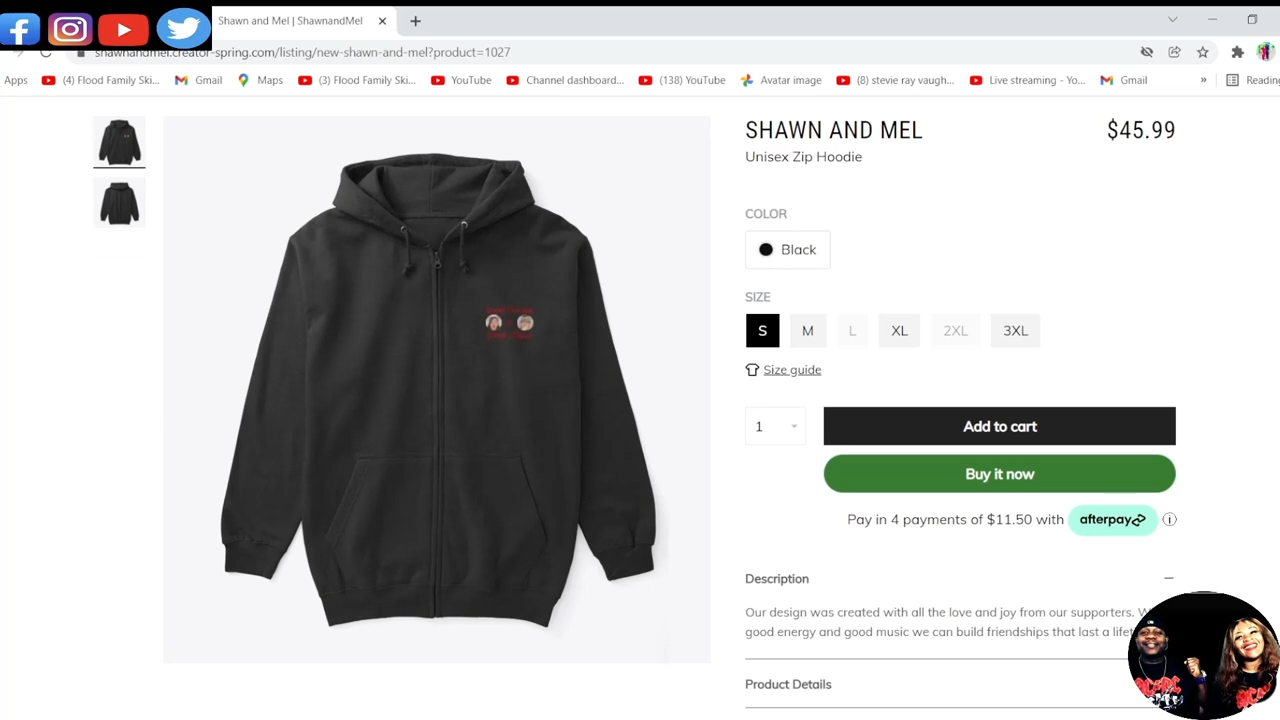 Shawn and Mel | ShawnandMel
shawnandmel.creator-spring.com/listing/new-shawn-and-mel?product=1027
Apps (4) Flood Family Ski... Gmail Maps (3) Flood Family Ski... YouTube Channel dashboard... (138) YouTube Avatar image (8) stevie ray vaugh... Live streaming - Yo... Gmail » Reading
SHAWN AND MEL $45.99
Unisex Zip Hoodie
COLOR
Black
SIZE
S M L XL 2XL 3XL
Size guide
1 Add to cart
Buy it now
Pay in 4 payments of $11.50 with afterpay
Description
Our design was created with all the love and joy from our supporters.
good energy and good music we can build friendships that last a
Product Details